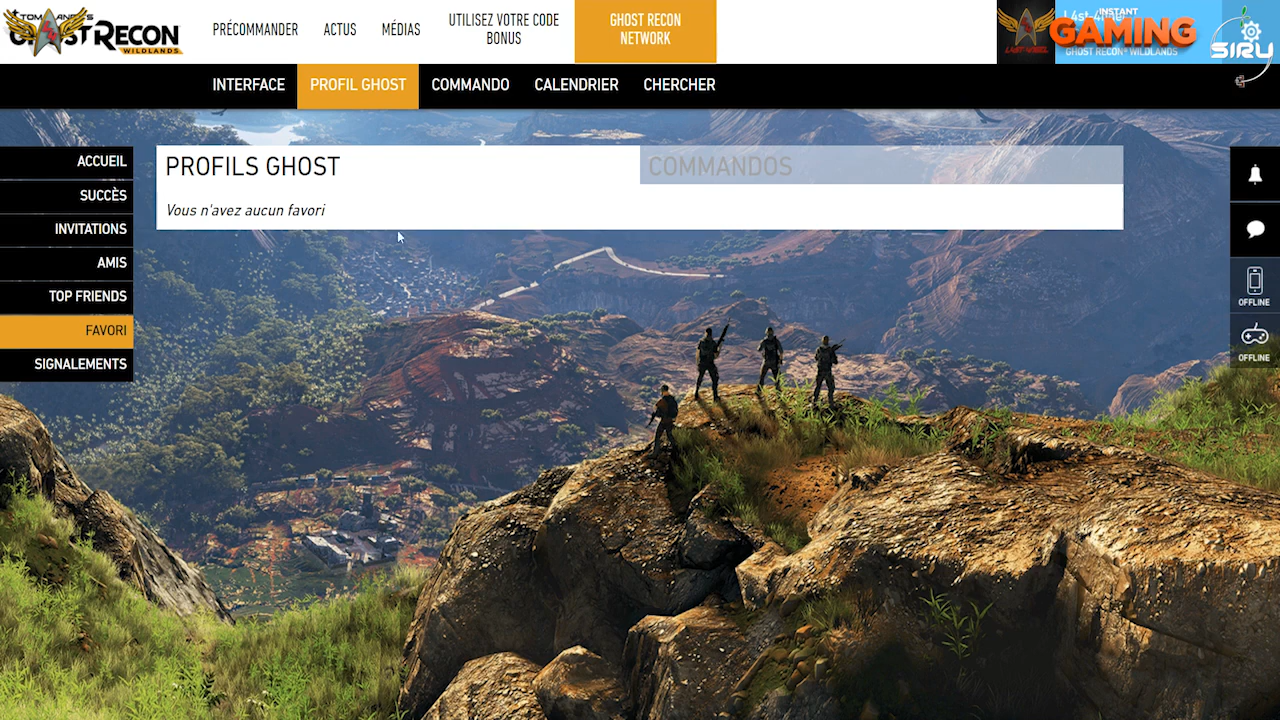 RECON
WILDLANDS
PRÉCOMMANDER
ACTUS
MÉDIAS
UTILISEZ VOTRE CODE
BONUS
GHOST RECON
NETWORK
INSTANT
GAMING
GHOST RECON® WILDLANDS
SIRU
INTERFACE
PROFIL GHOST
COMMANDO
CALENDRIER
CHERCHER
ACCUEIL
SUCCÈS
INVITATIONS
AMIS
TOP FRIENDS
FAVORI
SIGNALEMENTS
PROFILS GHOST
COMMANDOS
Vous n'avez aucun favori
OFFLINE
OFFLINE